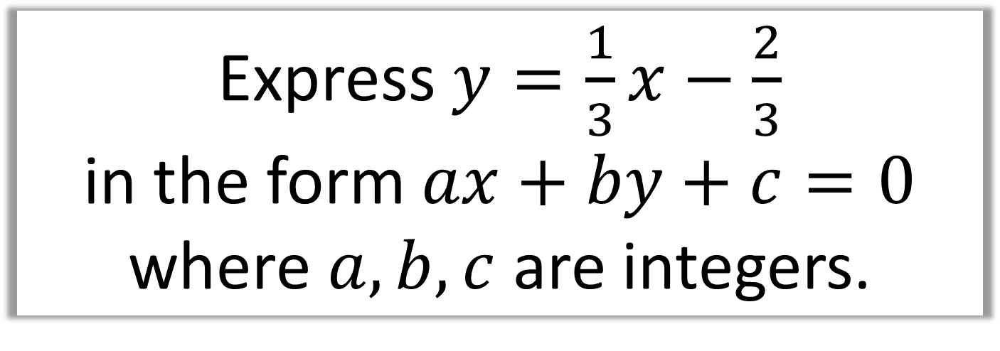 Express 𝑦 = 1/3 𝑥 − 2/3
in the form 𝑎𝑥 + 𝑏𝑦 + 𝑐 = 0
where 𝑎, 𝑏, 𝑐 are integers.